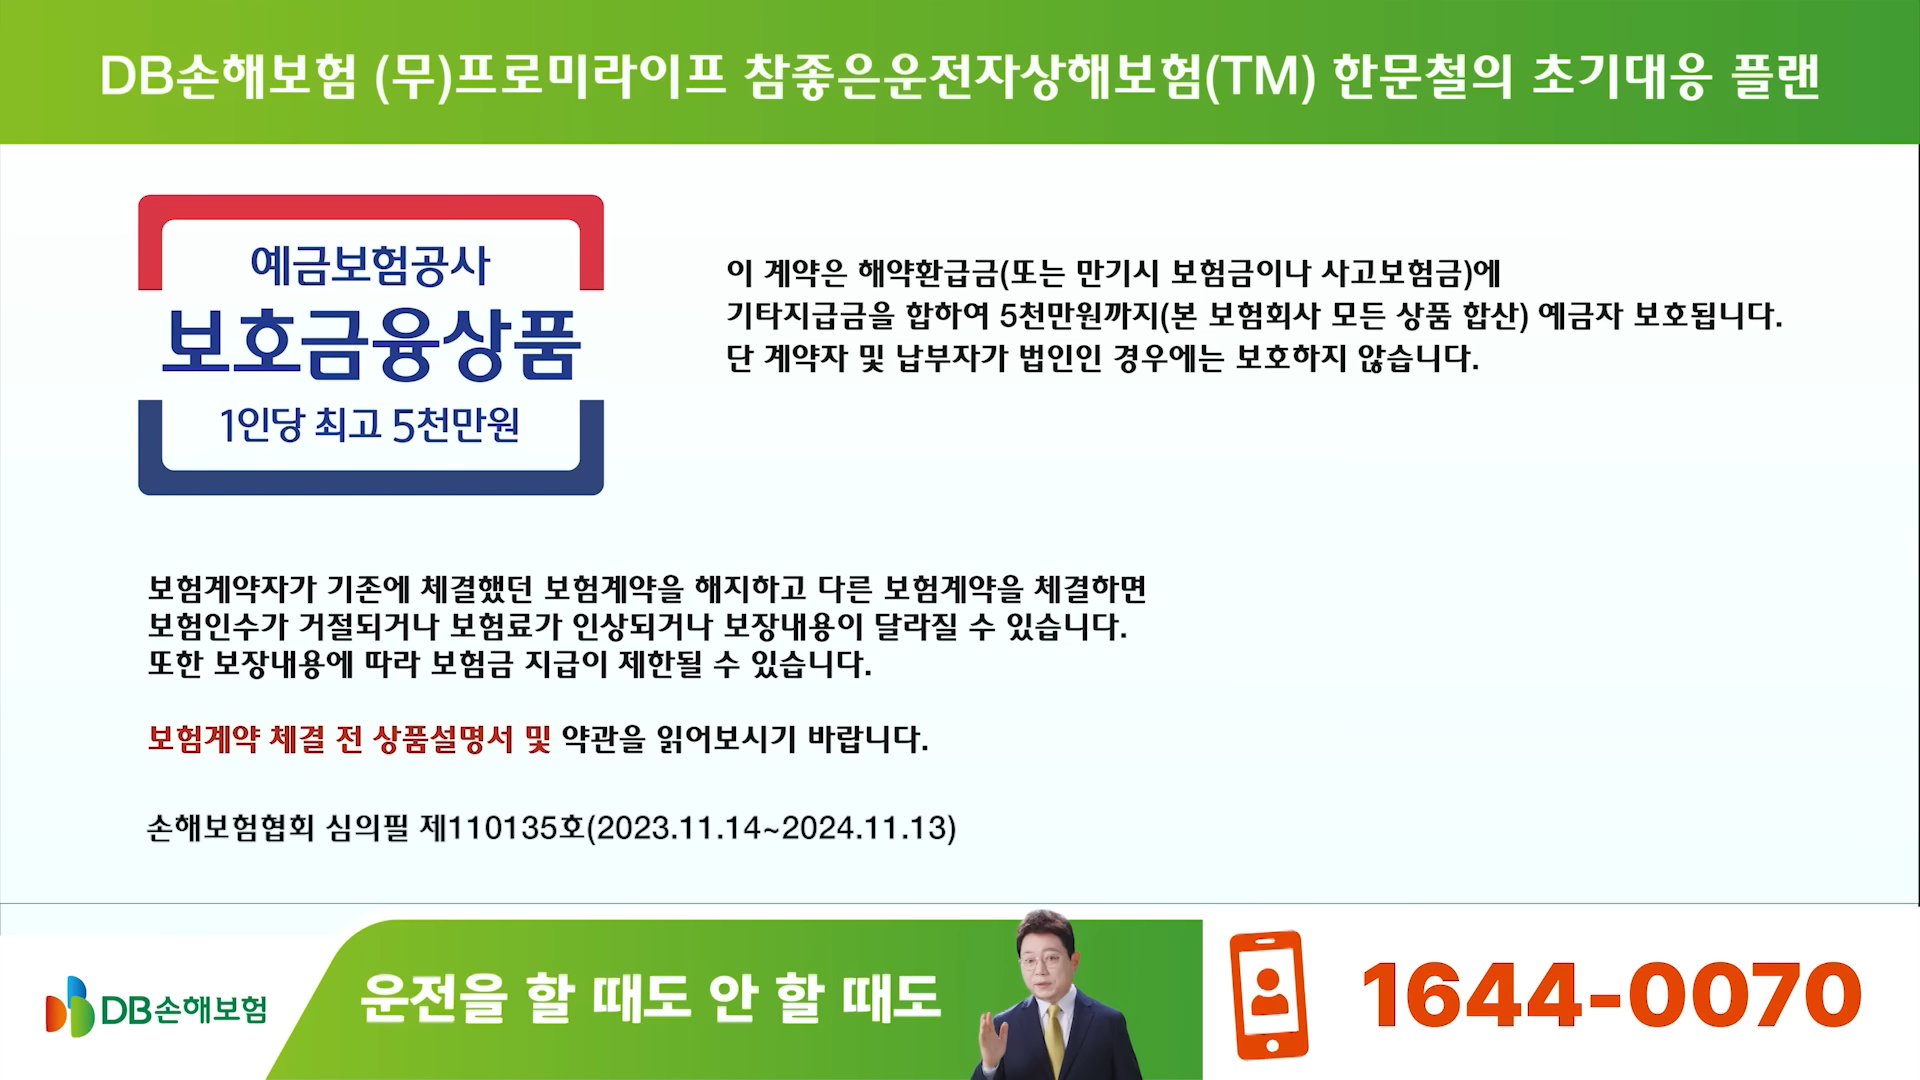 DB손해보험 (무)프로미라이프 참좋은운전자상해보험(TM) 한문철의 초기대응 플랜
예금보험공사
보호금융상품
1인당 최고 5천만원
이 계약은 해약환급금(또는 만기시 보험금이나 사고보험금)에
기타지급금을 합하여 5천만원까지(본 보험회사 모든 상품 합산) 예금자 보호됩니다.
단 계약자 및 납부자가 법인인 경우에는 보호하지 않습니다.
보험계약자가 기존에 체결했던 보험계약을 해지하고 다른 보험계약을 체결하면
보험인수가 거절되거나 보험료가 인상되거나 보장내용이 달라질 수 있습니다.
또한 보장내용에 따라 보험금 지급이 제한될 수 있습니다.
보험계약 체결 전 상품설명서 및 약관을 읽어보시기 바랍니다.
손해보험협회 심의필 제110135호(2023.11.14~2024.11.13)
DB손해보험
운전을 할 때도 안 할 때도
1644-0070